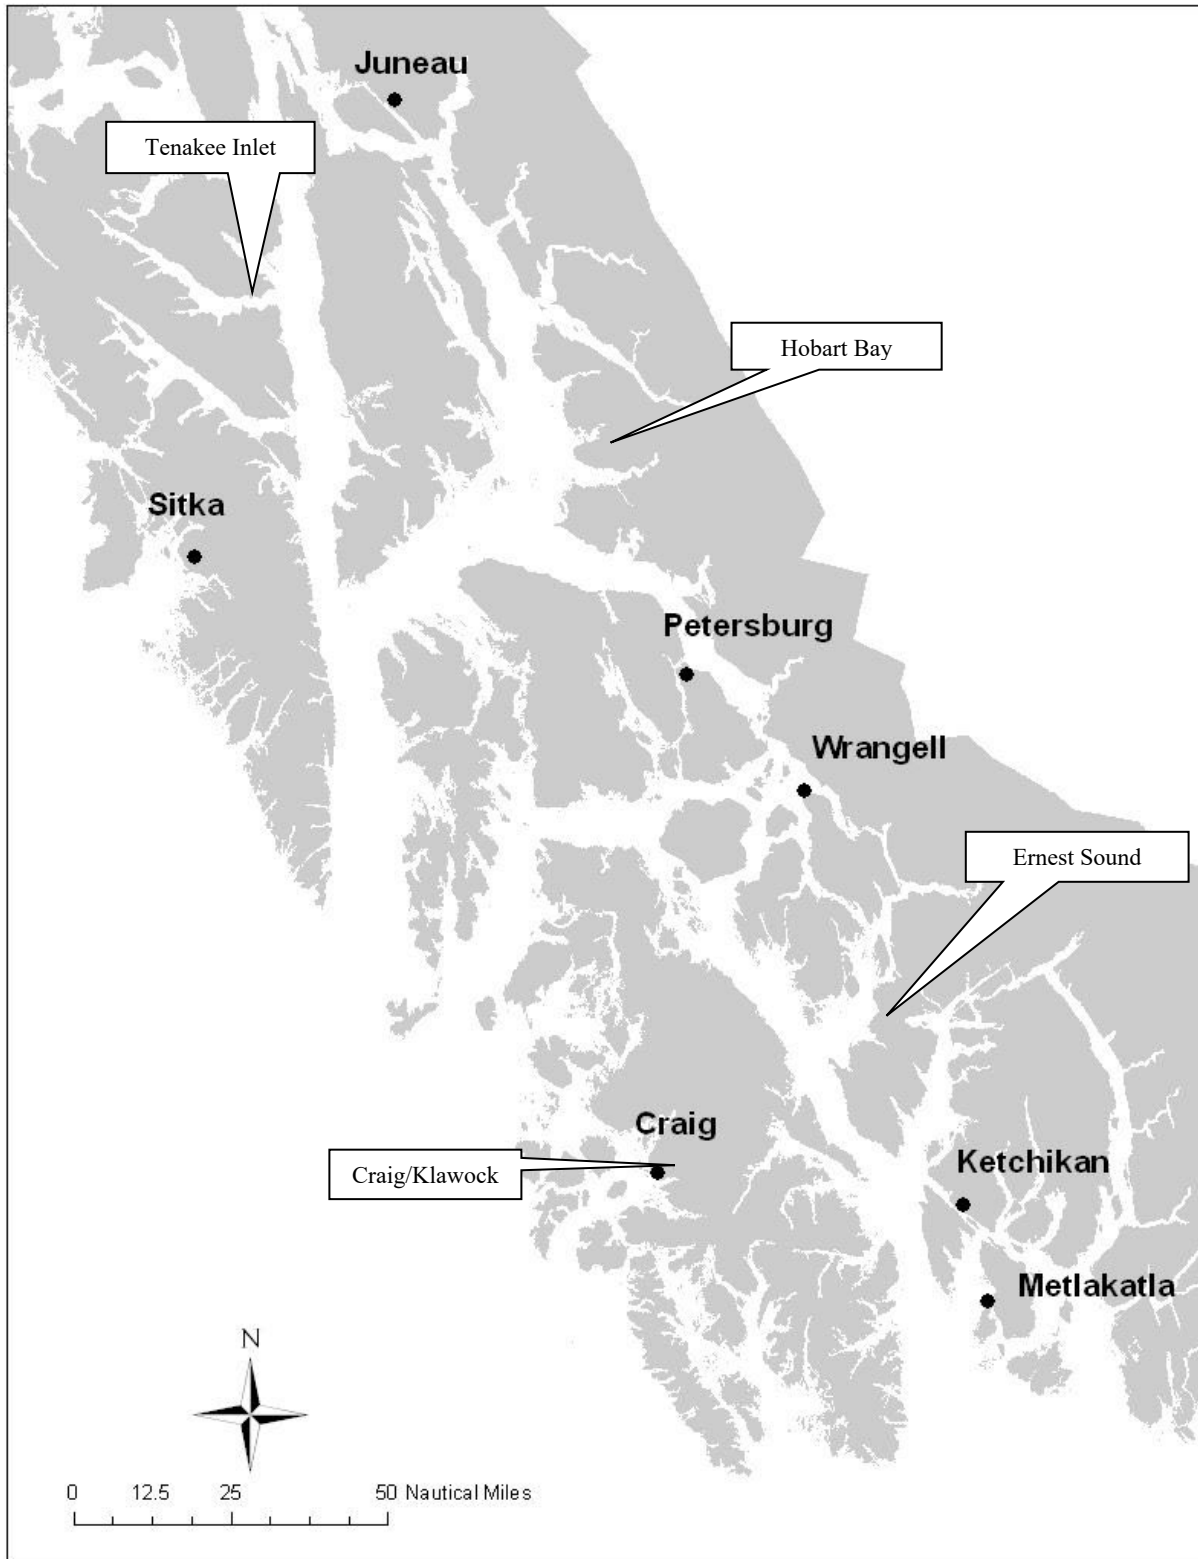 Juneau
Tenakee Inlet
Hobart Bay
Sitka
Petersburg
Wrangell
Ernest Sound
Craig
Craig/Klawock
Ketchikan
Metlakatla
N
0 12.5 25 50 Nautical Miles